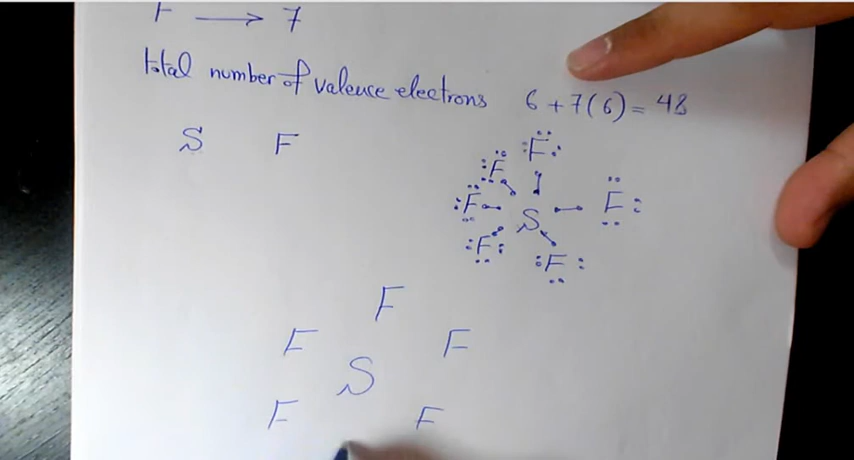 F ⟶ 7
total number of valence electrons 6 + 7(6) = 48
S F
F
F
F S F
F F
F
F F
S
F F